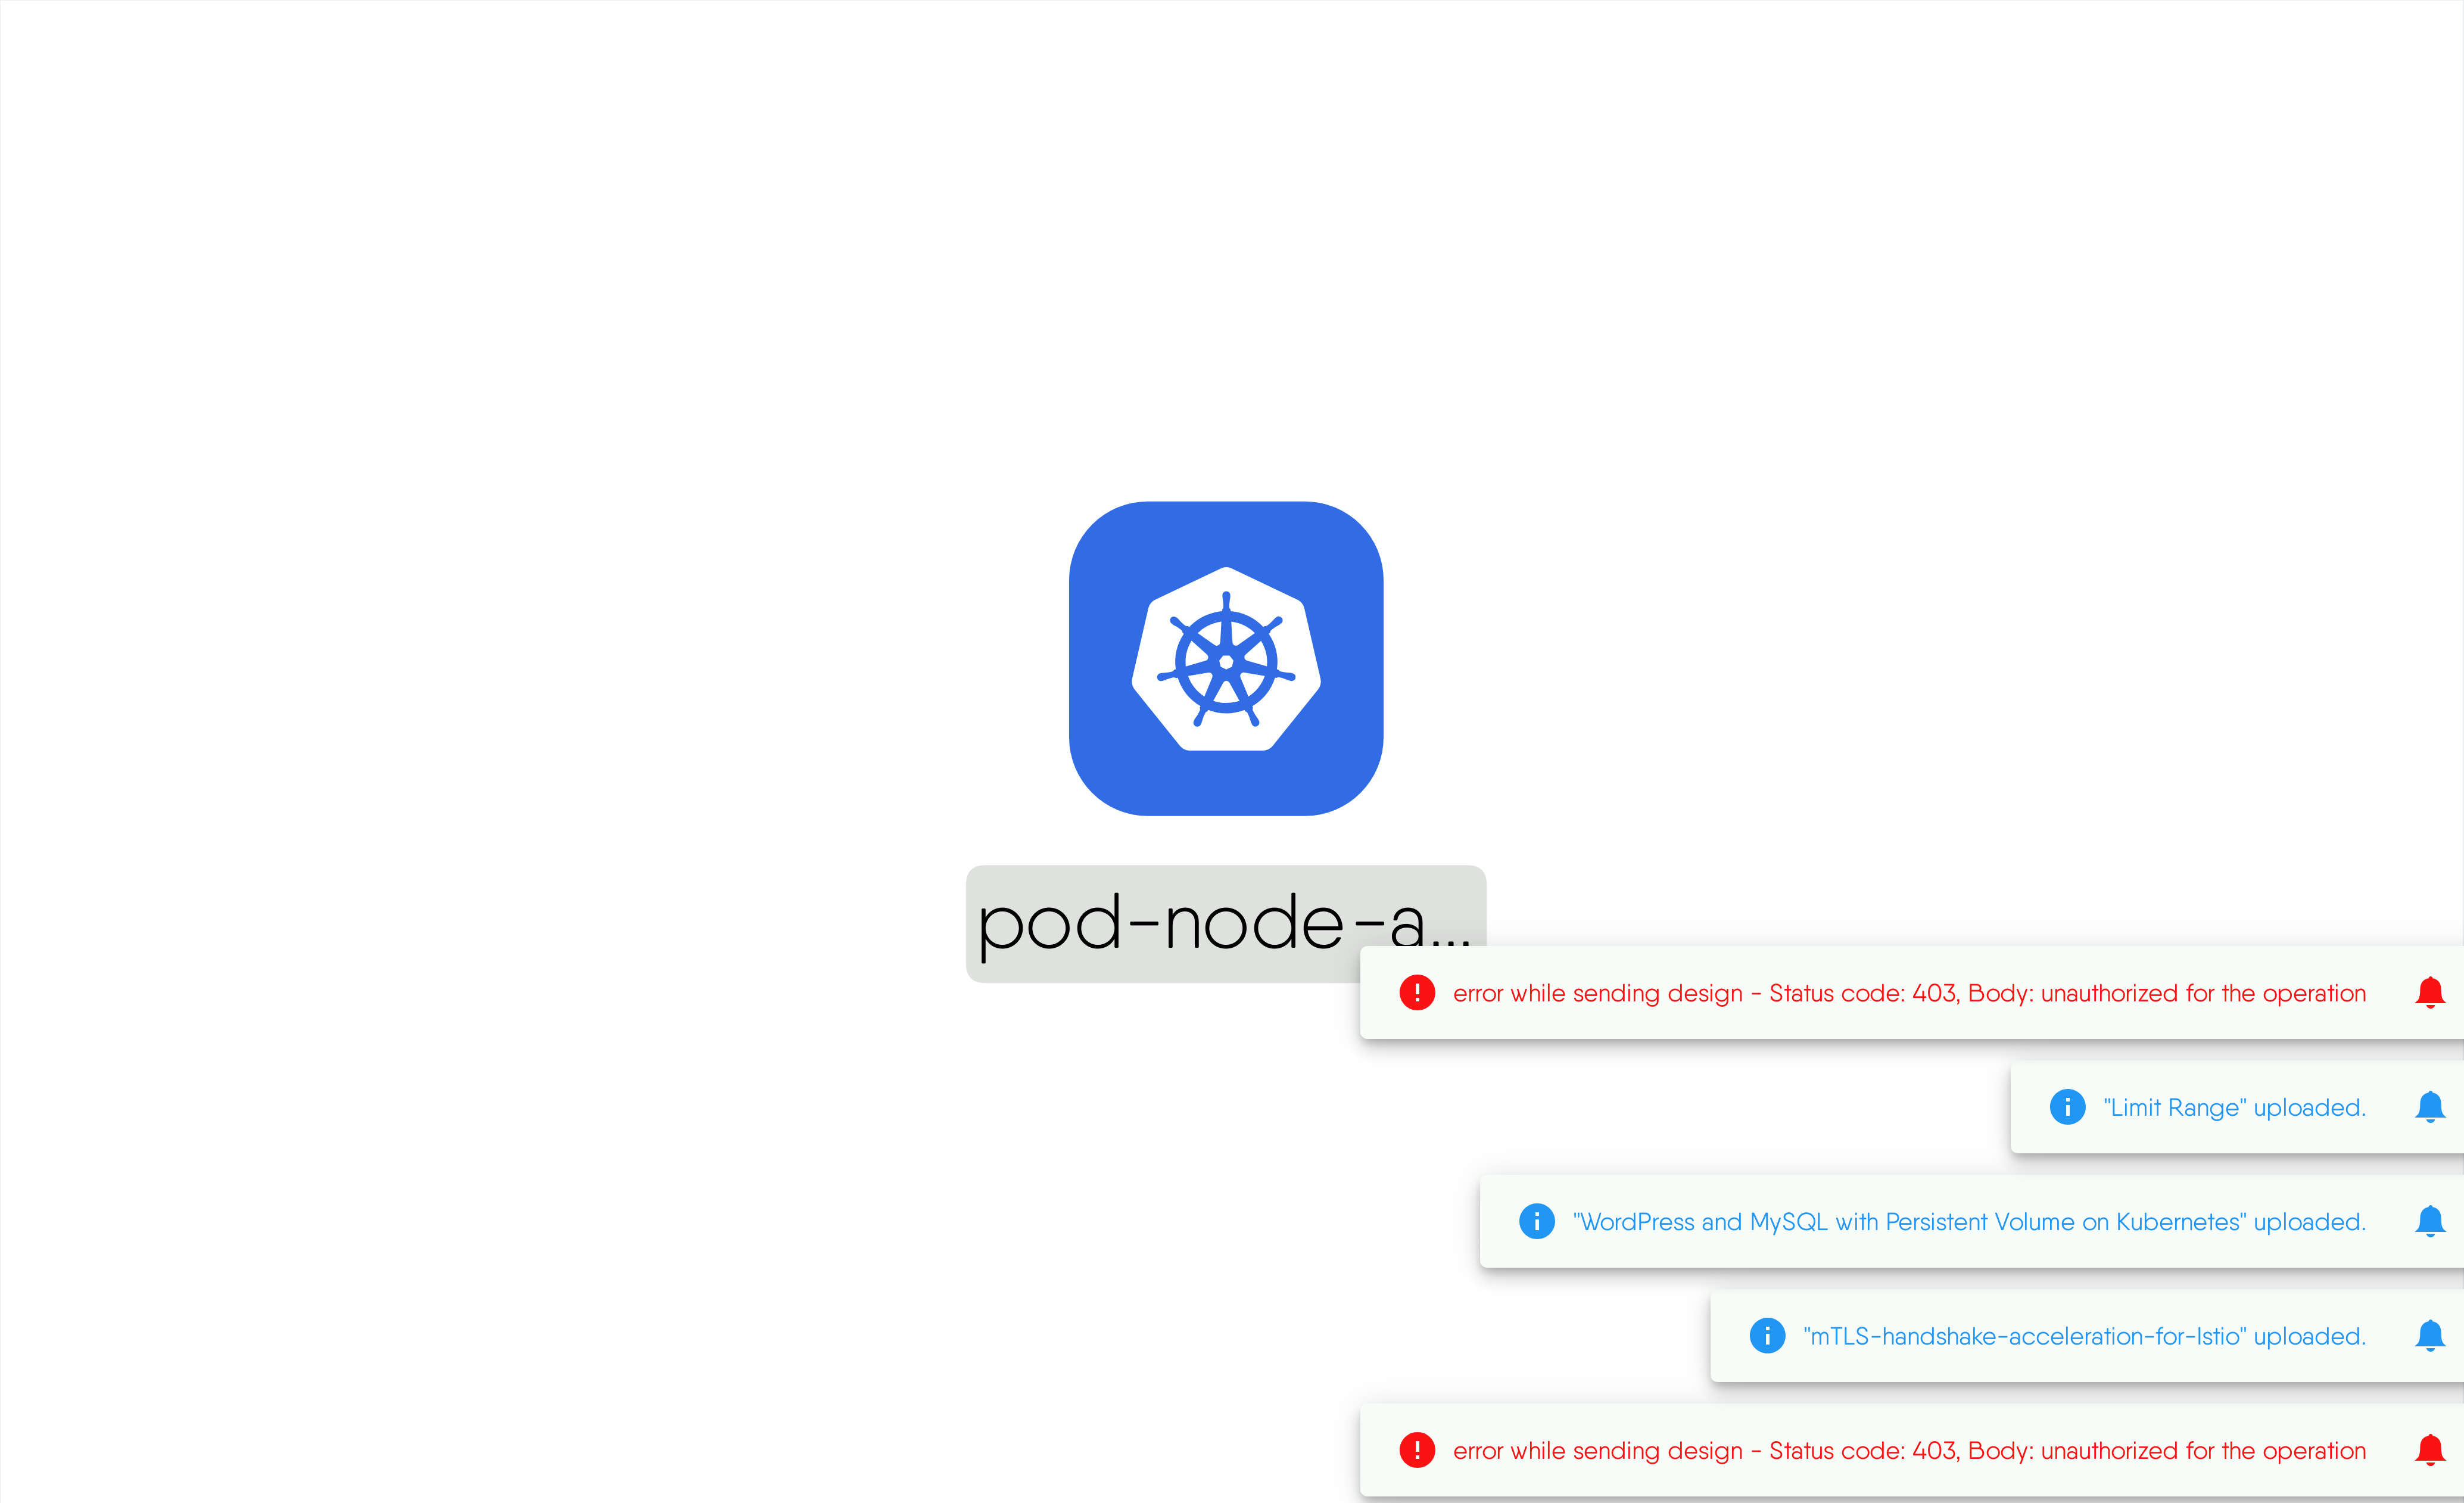 pod-node-a...
error while sending design - Status code: 403, Body: unauthorized for the operation
"Limit Range" uploaded.
"WordPress and MySQL with Persistent Volume on Kubernetes" uploaded.
"mTLS-handshake-acceleration-for-Istio" uploaded.
error while sending design - Status code: 403, Body: unauthorized for the operation